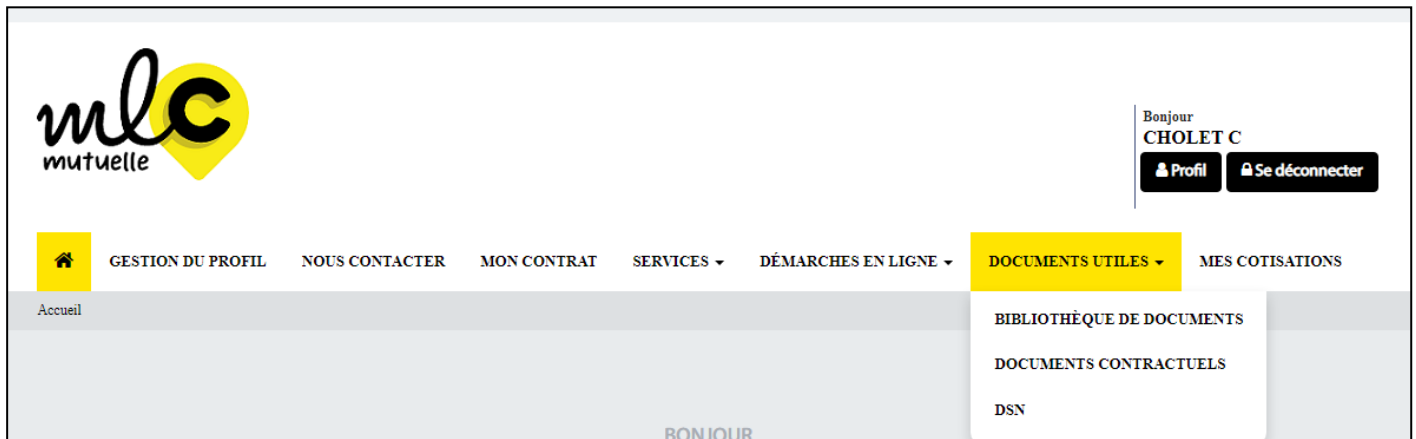 mlc
mutuelle
Bonjour
CHOLET C
Profil Se déconnecter
GESTION DU PROFIL NOUS CONTACTER MON CONTRAT SERVICES DÉMARCHES EN LIGNE DOCUMENTS UTILES MES COTISATIONS
Accueil
BIBLIOTHÈQUE DE DOCUMENTS
DOCUMENTS CONTRACTUELS
DSN
BONJOUR